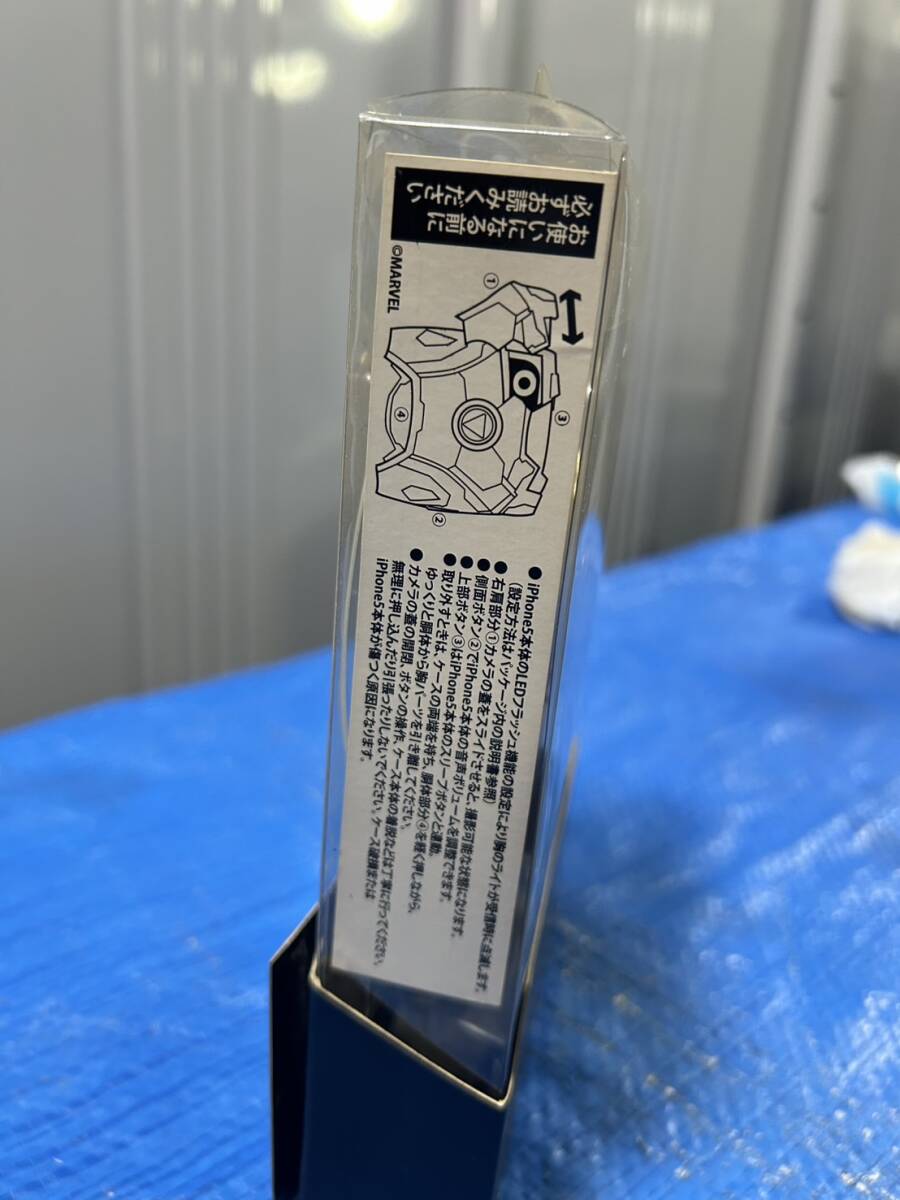 お使いになる前に
必ずお読みください
©MARVEL
①
③
④
②
●iPhone5本体のLEDフラッシュ機能の設定により胸のライトが受信時に点滅します。
(設定方法はパッケージ内の説明書参照)
●右肩部分①カメラの蓋をスライドさせると、撮影可能な状態になります。
●側面ボタン②でiPhone5本体の音声ボリュームを調整できます。
●上部ボタン③はiPhone5本体のスリープボタンと連動。
●取り外すときは、ケースの両端を持ち、胴体部分④を軽く押しながら、
ゆっくりと胴体から胸パーツを引き離してください。
●カメラの蓋の開閉、ボタンの操作、ケース本体の着脱などは丁寧に行ってください。
無理に押し込んだり引張ったりしないでください。ケース破損または
iPhone5本体が傷つく原因になります。